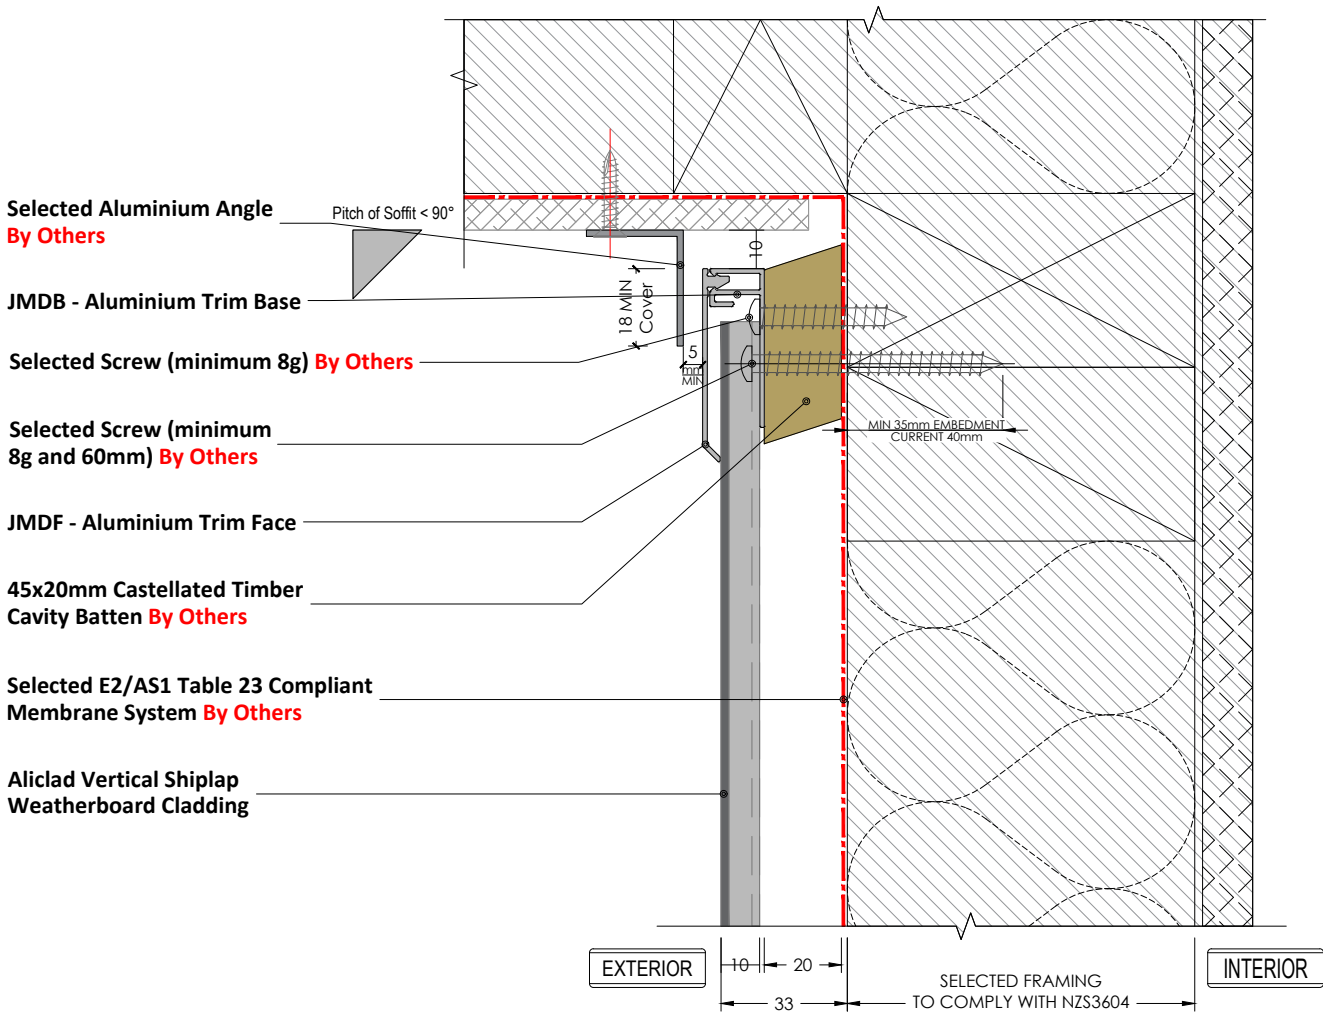 Selected Aluminium Angle
By Others
Pitch of Soffit < 90°
10
JMDB - Aluminium Trim Base
18 MIN
Cover
Selected Screw (minimum 8g) By Others
5
mm
MIN
Selected Screw (minimum
8g and 60mm) By Others
MIN 35mm EMBEDMENT
CURRENT 40mm
JMDF - Aluminium Trim Face
45x20mm Castellated Timber
Cavity Batten By Others
Selected E2/AS1 Table 23 Compliant
Membrane System By Others
Aliclad Vertical Shiplap
Weatherboard Cladding
EXTERIOR
10
20
33
SELECTED FRAMING
TO COMPLY WITH NZS3604
INTERIOR